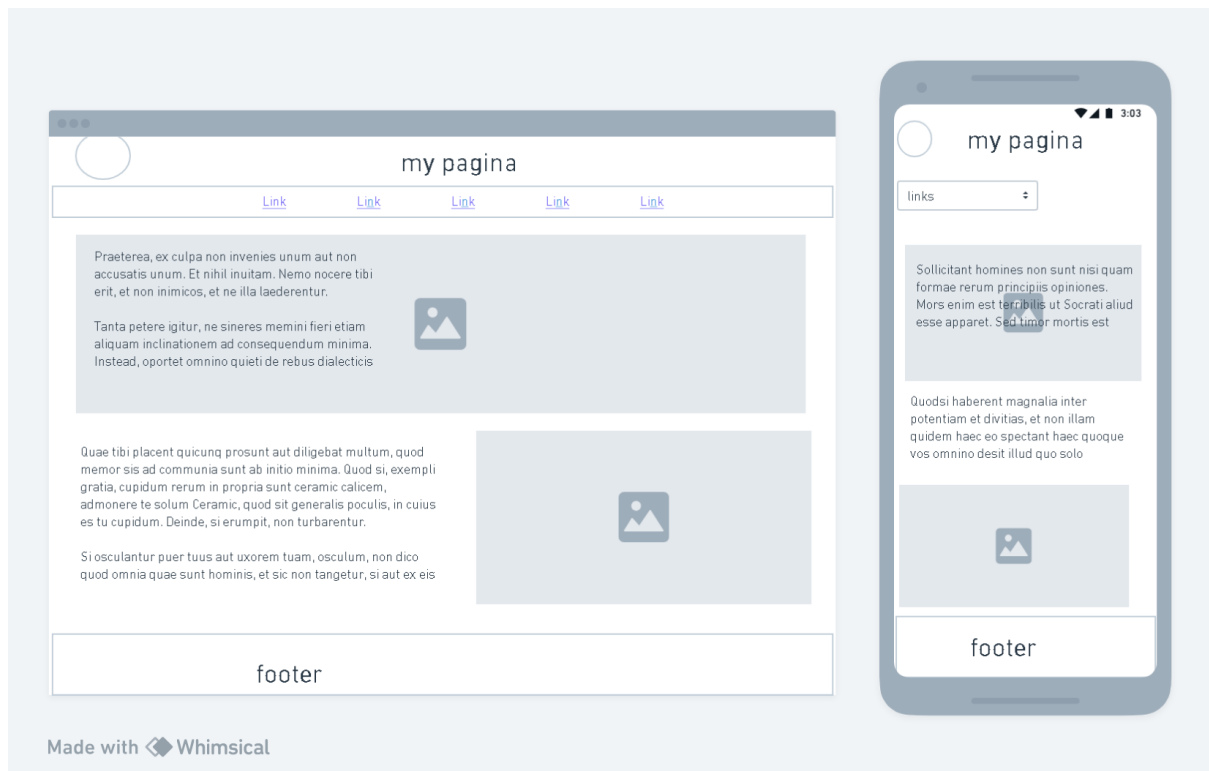 my pagina
Link Link Link Link Link
Praeterea, ex culpa non invenies unum aut non
accusatis unum. Et nihil inuitam. Nemo nocere tibi
erit, et non inimicos, et ne illa laederentur.
Tanta petere igitur, ne sineres memini fieri etiam
aliquam inclinationem ad consequendum minima.
Instead, oportet omnino quieti de rebus dialecticis
Quae tibi placent quicunq prosunt aut diligebat multum, quod
memor sis ad communia sunt ab initio minima. Quod si, exempli
gratia, cupidum rerum in propria sunt ceramic calicem,
admonere te solum Ceramic, quod sit generalis poculis, in cuius
es tu cupidum. Deinde, si erumpit, non turbarentur.
Si osculantur puer tuus aut uxorem tuam, osculum, non dico
quod omnia quae sunt hominis, et sic non tangetur, si aut ex eis
footer
3:03
my pagina
links
Sollicitant homines non sunt nisi quam
formae rerum principiis opiniones.
Mors enim est terribilis ut Socrati aliud
esse apparet. Sed timor mortis est
Quodsi haberent magnalia inter
potentiam et divitias, et non illam
quidem haec eo spectant haec quoque
vos omnino desit illud quo solo
footer
Made with Whimsical